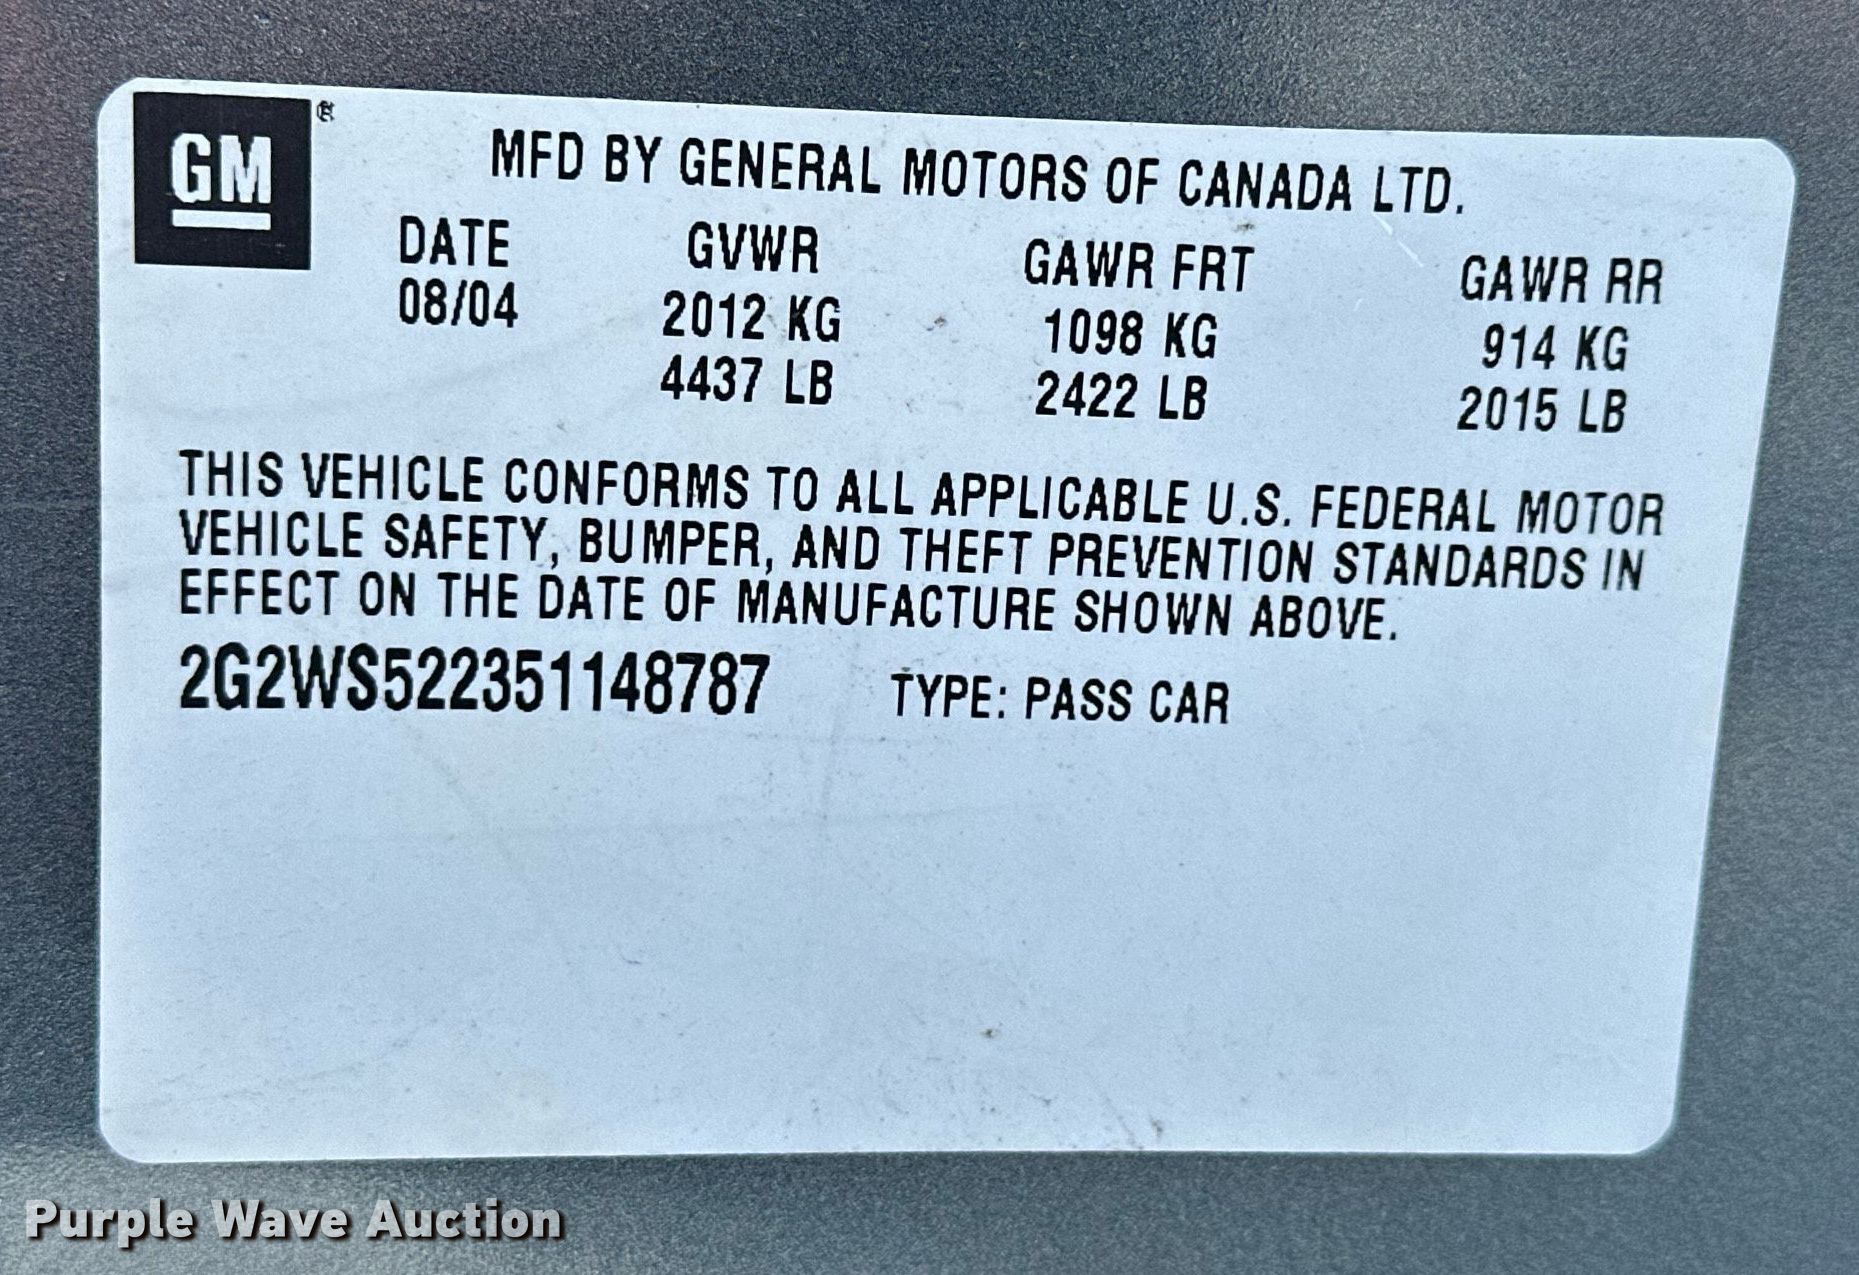 GM ®
MFD BY GENERAL MOTORS OF CANADA LTD.
DATE GVWR GAWR FRT GAWR RR
08/04 2012 KG 1098 KG 914 KG
4437 LB 2422 LB 2015 LB
THIS VEHICLE CONFORMS TO ALL APPLICABLE U.S. FEDERAL MOTOR
VEHICLE SAFETY, BUMPER, AND THEFT PREVENTION STANDARDS IN
EFFECT ON THE DATE OF MANUFACTURE SHOWN ABOVE.
2G2WS522351148787 TYPE: PASS CAR
Purple Wave Auction